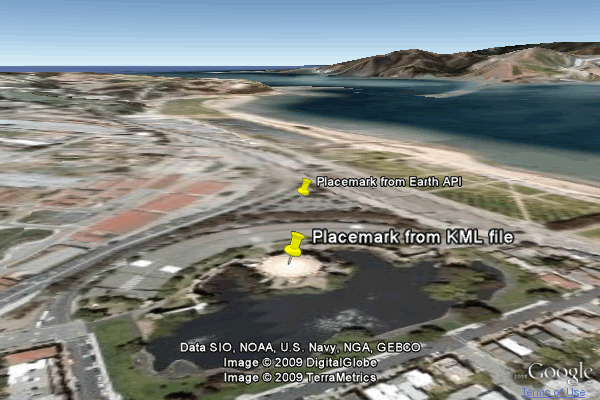 Placemark from Earth API
Placemark from KML file
Data SIO, NOAA, U.S. Navy, NGA, GEBCO
Image © 2009 DigitalGlobe
Image © 2009 TerraMetrics
Google
Terms of Use